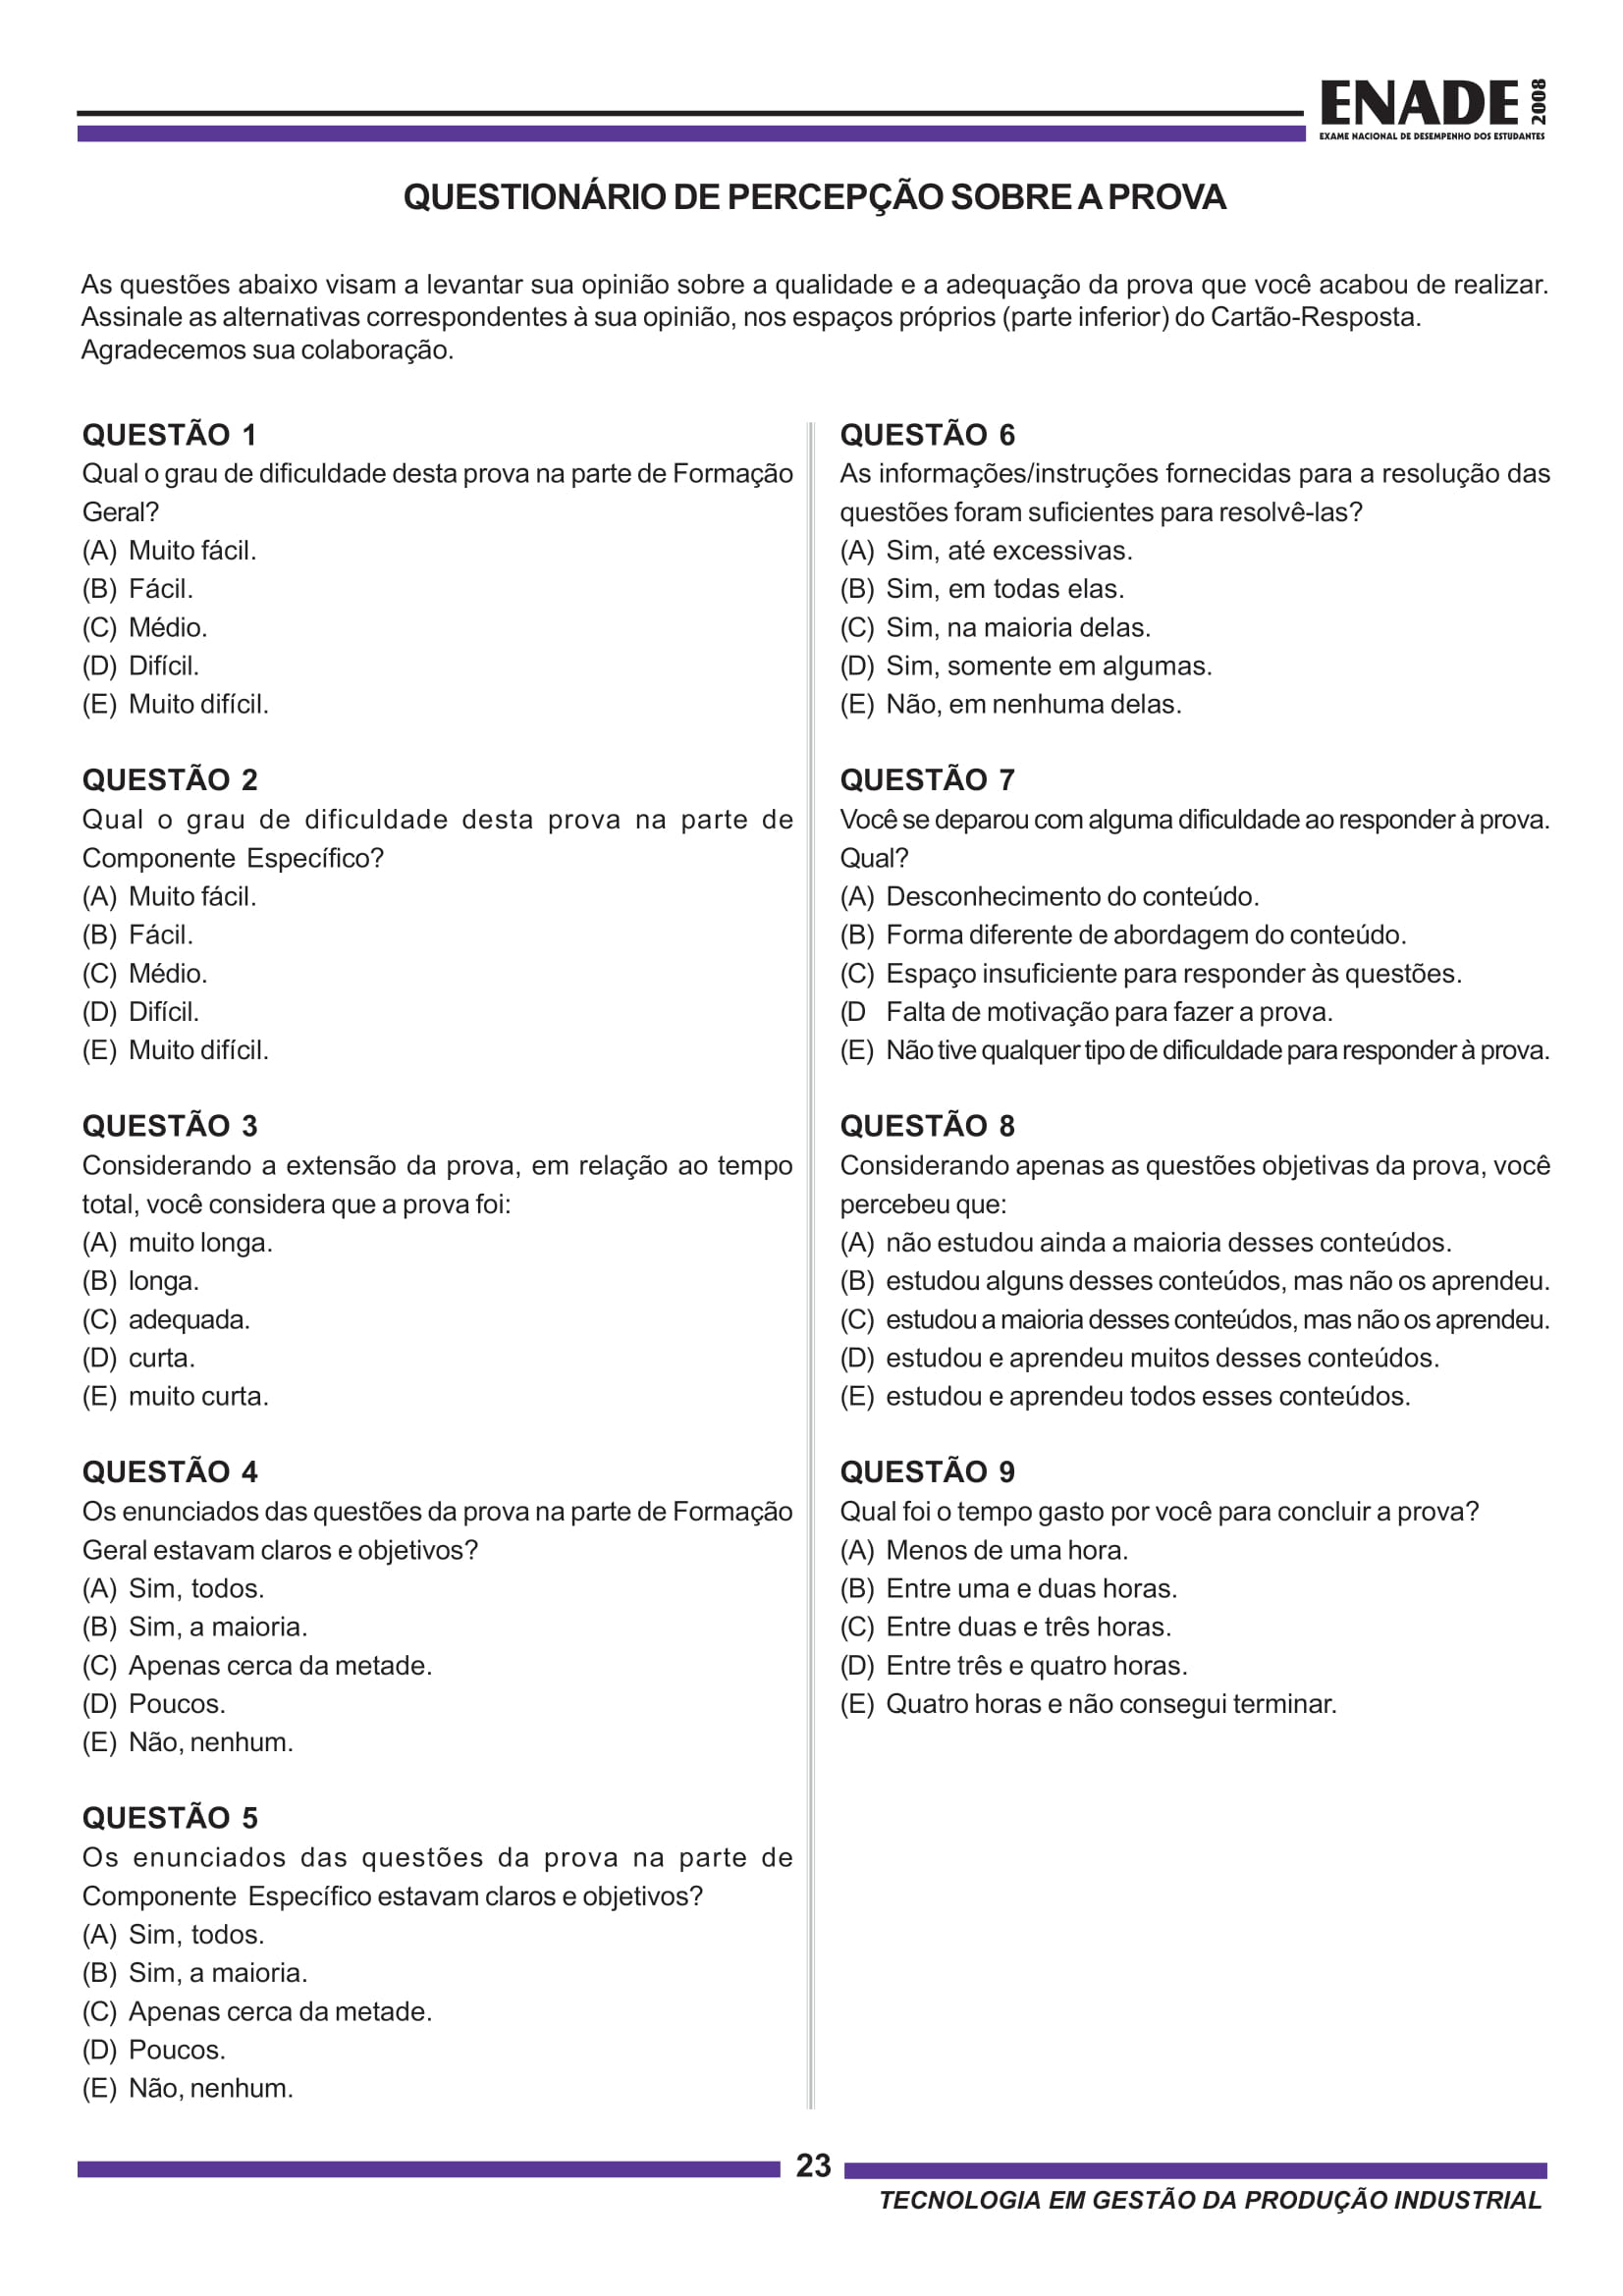 ENADE 2008
EXAME NACIONAL DE DESEMPENHO DOS ESTUDANTES
QUESTIONÁRIO DE PERCEPÇÃO SOBRE A PROVA
As questões abaixo visam a levantar sua opinião sobre a qualidade e a adequação da prova que você acabou de realizar.
Assinale as alternativas correspondentes à sua opinião, nos espaços próprios (parte inferior) do Cartão-Resposta.
Agradecemos sua colaboração.
QUESTÃO 1
Qual o grau de dificuldade desta prova na parte de Formação
Geral?
(A) Muito fácil.
(B) Fácil.
(C) Médio.
(D) Difícil.
(E) Muito difícil.
QUESTÃO 2
Qual o grau de dificuldade desta prova na parte de
Componente Específico?
(A) Muito fácil.
(B) Fácil.
(C) Médio.
(D) Difícil.
(E) Muito difícil.
QUESTÃO 3
Considerando a extensão da prova, em relação ao tempo
total, você considera que a prova foi:
(A) muito longa.
(B) longa.
(C) adequada.
(D) curta.
(E) muito curta.
QUESTÃO 4
Os enunciados das questões da prova na parte de Formação
Geral estavam claros e objetivos?
(A) Sim, todos.
(B) Sim, a maioria.
(C) Apenas cerca da metade.
(D) Poucos.
(E) Não, nenhum.
QUESTÃO 5
Os enunciados das questões da prova na parte de
Componente Específico estavam claros e objetivos?
(A) Sim, todos.
(B) Sim, a maioria.
(C) Apenas cerca da metade.
(D) Poucos.
(E) Não, nenhum.
QUESTÃO 6
As informações/instruções fornecidas para a resolução das
questões foram suficientes para resolvê-las?
(A) Sim, até excessivas.
(B) Sim, em todas elas.
(C) Sim, na maioria delas.
(D) Sim, somente em algumas.
(E) Não, em nenhuma delas.
QUESTÃO 7
Você se deparou com alguma dificuldade ao responder à prova.
Qual?
(A) Desconhecimento do conteúdo.
(B) Forma diferente de abordagem do conteúdo.
(C) Espaço insuficiente para responder às questões.
(D Falta de motivação para fazer a prova.
(E) Não tive qualquer tipo de dificuldade para responder à prova.
QUESTÃO 8
Considerando apenas as questões objetivas da prova, você
percebeu que:
(A) não estudou ainda a maioria desses conteúdos.
(B) estudou alguns desses conteúdos, mas não os aprendeu.
(C) estudou a maioria desses conteúdos, mas não os aprendeu.
(D) estudou e aprendeu muitos desses conteúdos.
(E) estudou e aprendeu todos esses conteúdos.
QUESTÃO 9
Qual foi o tempo gasto por você para concluir a prova?
(A) Menos de uma hora.
(B) Entre uma e duas horas.
(C) Entre duas e três horas.
(D) Entre três e quatro horas.
(E) Quatro horas e não consegui terminar.
23
TECNOLOGIA EM GESTÃO DA PRODUÇÃO INDUSTRIAL